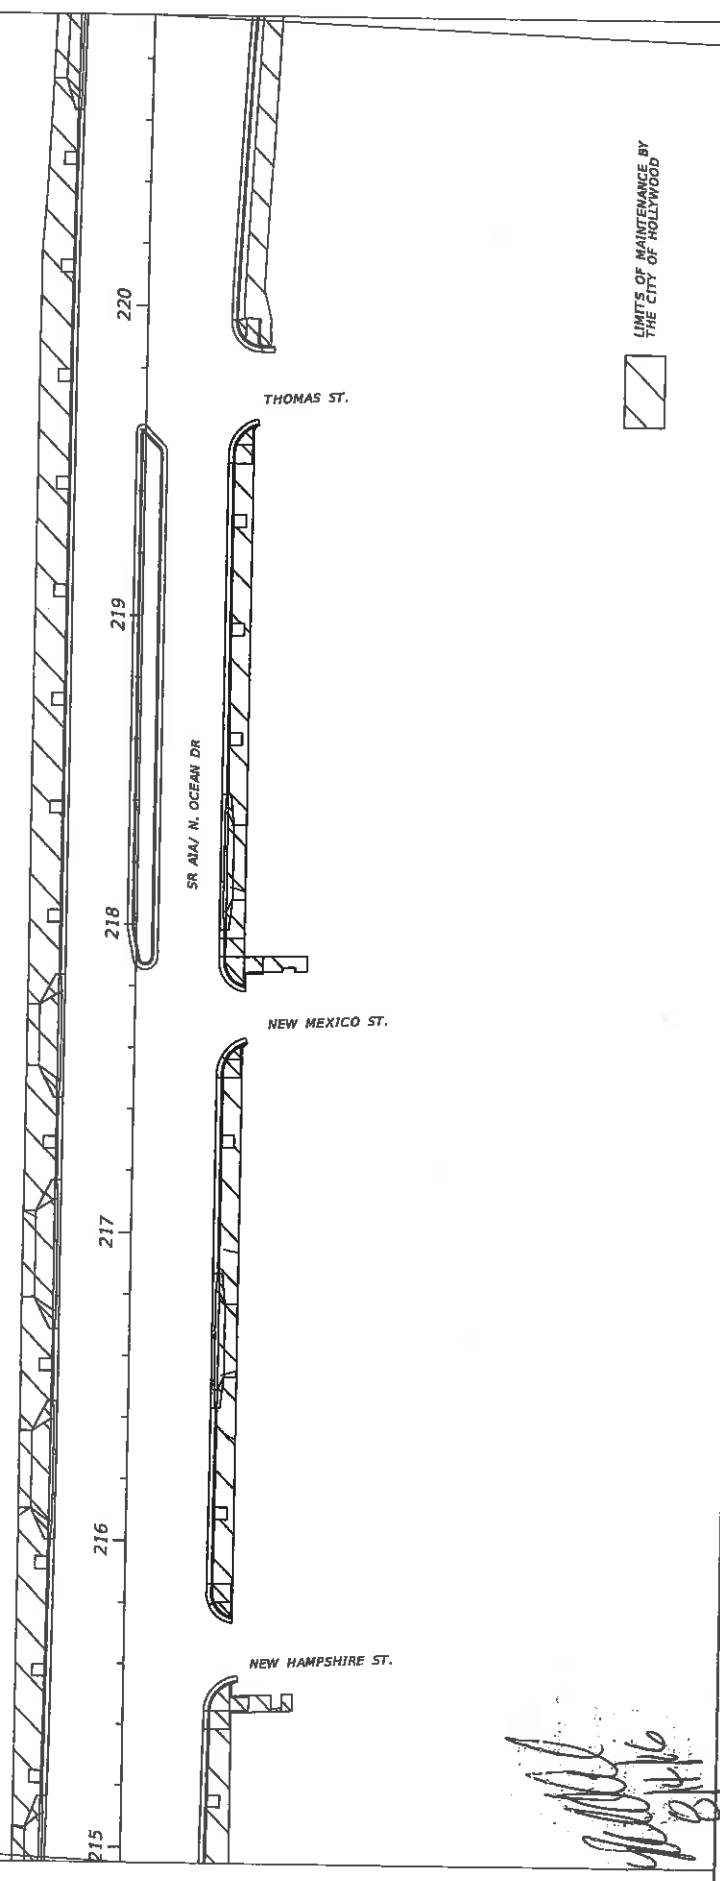 LIMITS OF MAINTENANCE BY
THE CITY OF HOLLYWOOD
220
THOMAS ST.
219
SR A1A/ N. OCEAN DR
218
NEW MEXICO ST.
217
216
NEW HAMPSHIRE ST.
215